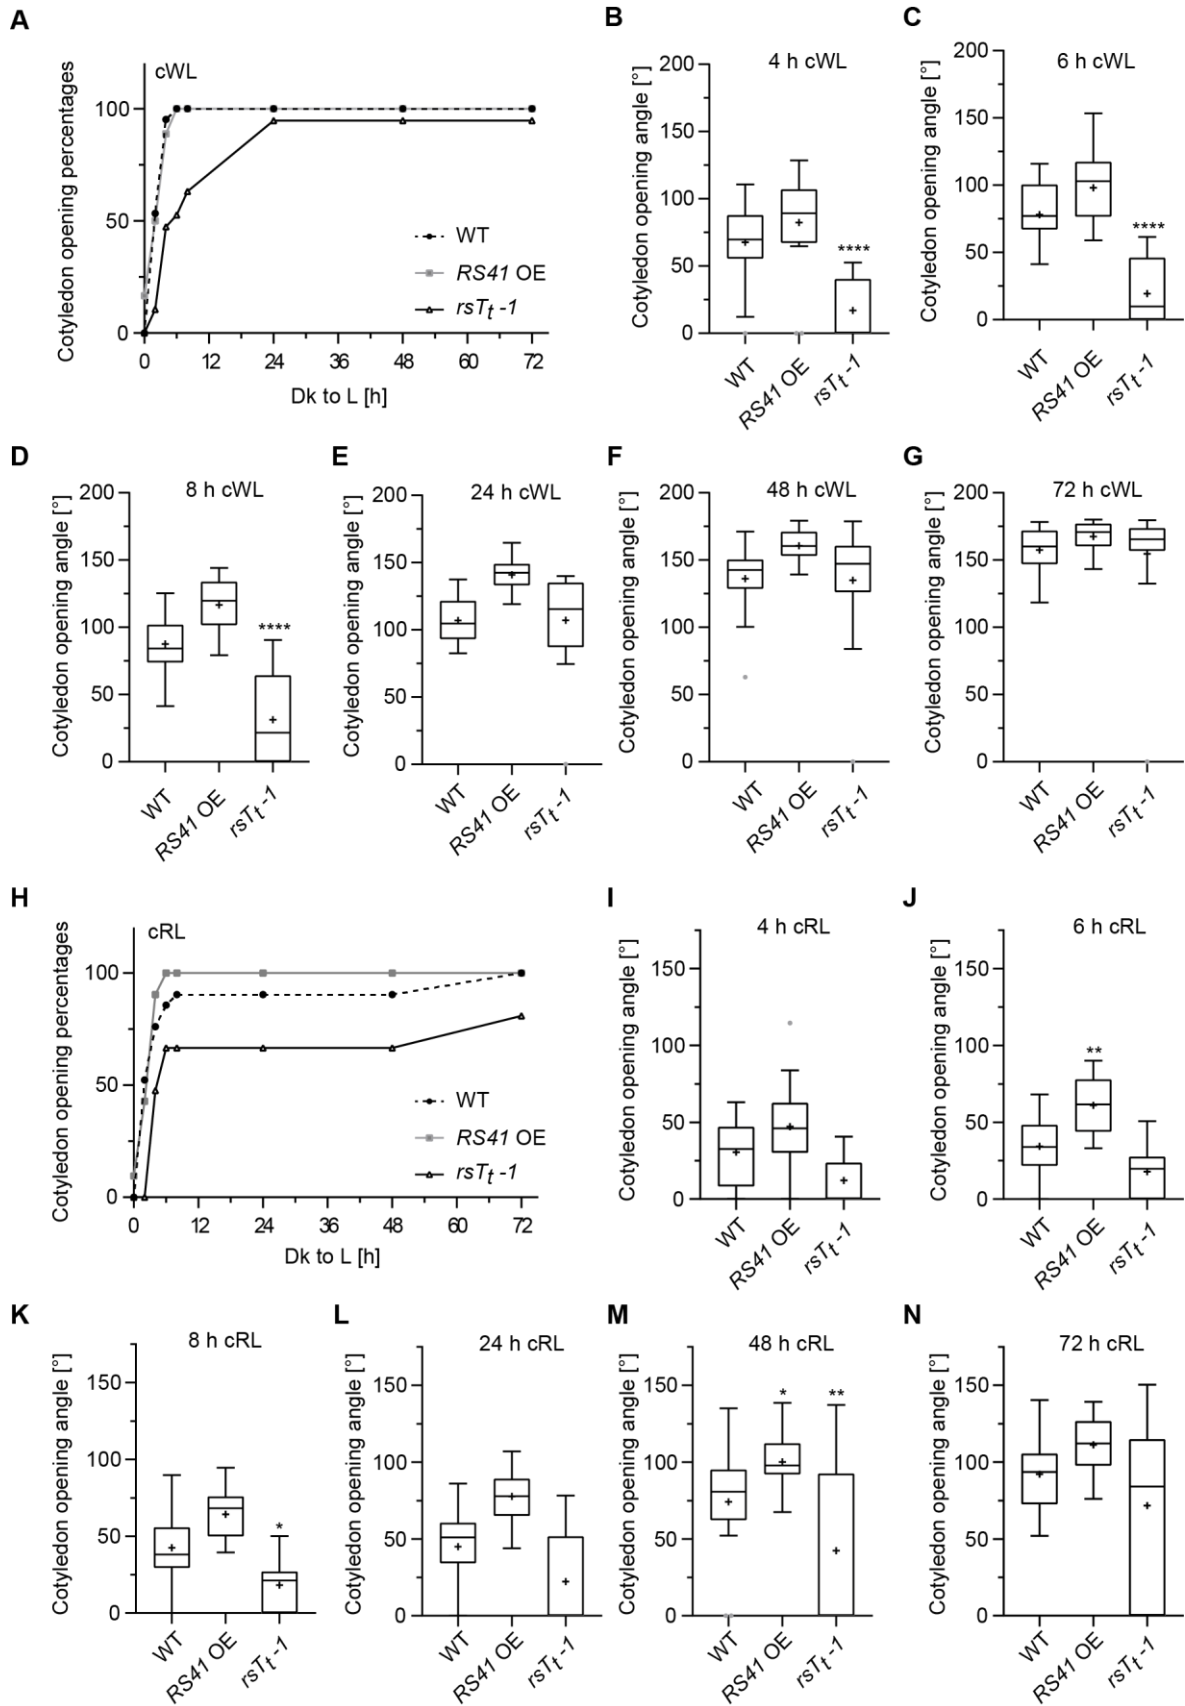 A
cWL
Cotyledon opening percentages
100
50
0
0 12 24 36 48 60 72
Dk to L [h]
WT
RS41 OE
rsTt-1
B
4 h cWL
Cotyledon opening angle [°]
200
150
100
50
0
****
WT
RS41 OE
rsTt-1
C
6 h cWL
Cotyledon opening angle [°]
200
150
100
50
0
****
WT
RS41 OE
rsTt-1
D
8 h cWL
Cotyledon opening angle [°]
200
150
100
50
0
****
WT
RS41 OE
rsTt-1
E
24 h cWL
Cotyledon opening angle [°]
200
150
100
50
0
WT
RS41 OE
rsTt-1
F
48 h cWL
Cotyledon opening angle [°]
200
150
100
50
0
WT
RS41 OE
rsTt-1
G
72 h cWL
Cotyledon opening angle [°]
200
150
100
50
0
WT
RS41 OE
rsTt-1
H
cRL
Cotyledon opening percentages
100
50
0
0 12 24 36 48 60 72
Dk to L [h]
WT
RS41 OE
rsTt-1
I
4 h cRL
Cotyledon opening angle [°]
150
100
50
0
WT
RS41 OE
rsTt-1
J
6 h cRL
Cotyledon opening angle [°]
150
100
50
0
**
WT
RS41 OE
rsTt-1
K
8 h cRL
Cotyledon opening angle [°]
150
100
50
0
*
WT
RS41 OE
rsTt-1
L
24 h cRL
Cotyledon opening angle [°]
150
100
50
0
WT
RS41 OE
rsTt-1
M
48 h cRL
Cotyledon opening angle [°]
150
100
50
0
*
**
WT
RS41 OE
rsTt-1
N
72 h cRL
Cotyledon opening angle [°]
150
100
50
0
WT
RS41 OE
rsTt-1